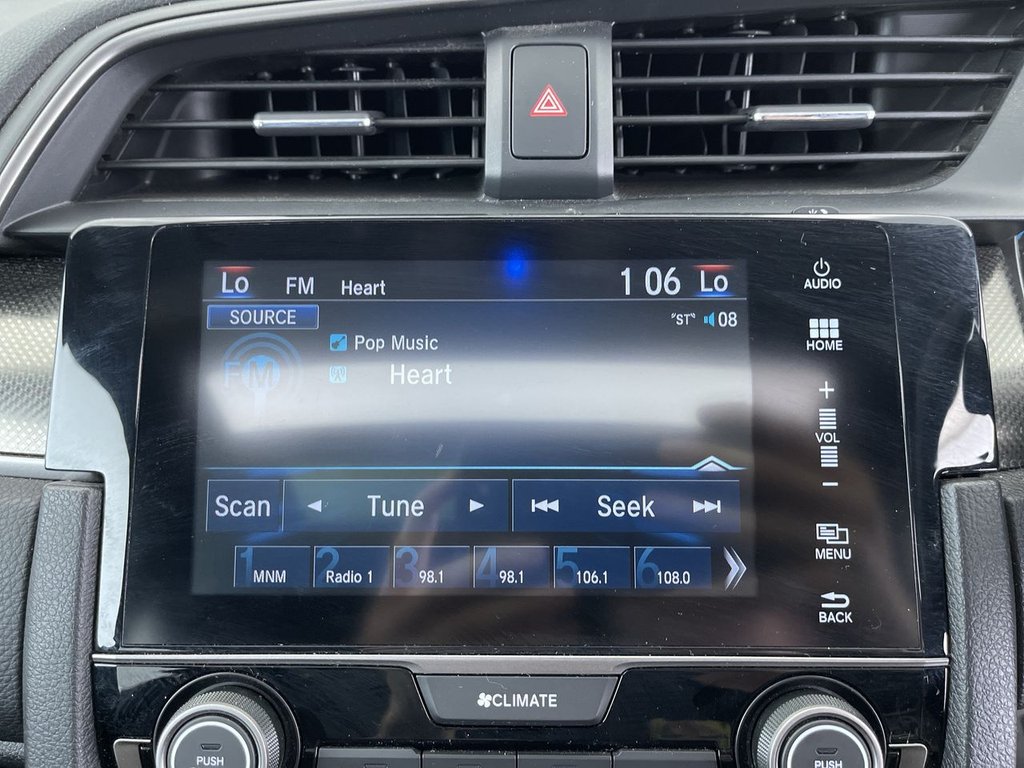 Lo FM Heart 1 06 Lo
SOURCE "ST" 08
Pop Music
FM Heart
Scan Tune Seek
1 MNM 2 Radio 1 3 98.1 4 98.1 5 106.1 6 108.0
AUDIO
HOME
+
VOL
−
MENU
BACK
CLIMATE
PUSH PUSH